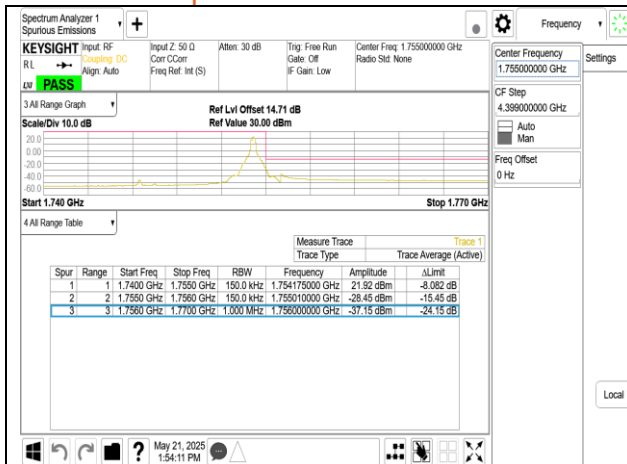 Spectrum Analyzer 1
Spurious Emissions
+
Frequency
KEYSIGHT
RL
Input: RF
Coupling: DC
Align: Auto
Input Z: 50 Ω
Corr CCorr
Freq Ref: Int (S)
Atten: 30 dB
Trig: Free Run
Gate: Off
IF Gain: Low
Center Freq: 1.755000000 GHz
Radio Std: None
LXI PASS
Center Frequency
1.755000000 GHz
Settings
CF Step
4.399000000 GHz
Auto
Man
Freq Offset
0 Hz
3 All Range Graph
Scale/Div 10.0 dB
Ref Lvl Offset 14.71 dB
Ref Value 30.00 dBm
20.0
0.00
-20.0
-40.0
-60.0
Start 1.740 GHz
Stop 1.770 GHz
4 All Range Table
Measure Trace Trace 1
Trace Type Trace Average (Active)
Spur Range Start Freq Stop Freq RBW Frequency Amplitude ΔLimit
1 1 1.7400 GHz 1.7550 GHz 150.0 kHz 1.754175000 GHz 21.92 dBm -8.082 dB
2 2 1.7550 GHz 1.7560 GHz 150.0 kHz 1.755010000 GHz -28.45 dBm -15.45 dB
3 3 1.7560 GHz 1.7700 GHz 1.000 MHz 1.756000000 GHz -37.15 dBm -24.15 dB
Local
?
May 21, 2025
1:54:11 PM